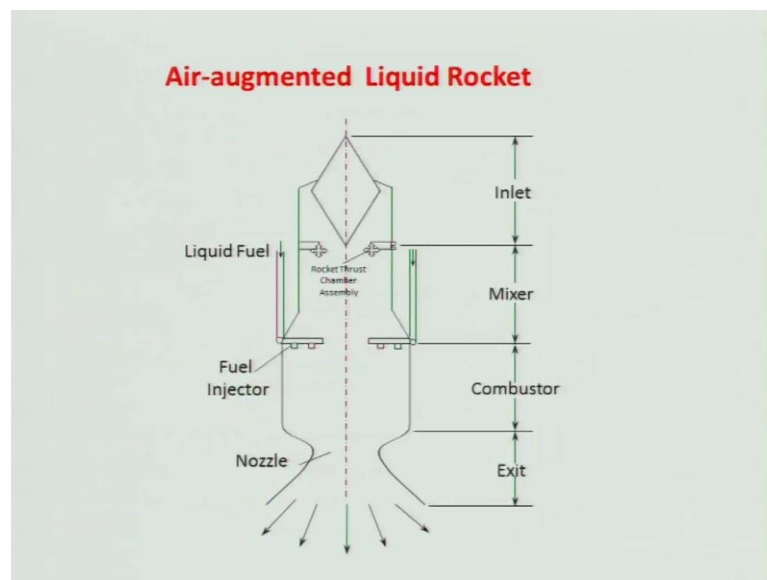 Air-augmented Liquid Rocket
Inlet
Liquid Fuel
Rocket Thrust
Chamber
Assembly
Mixer
Fuel
Injector
Combustor
Nozzle
Exit